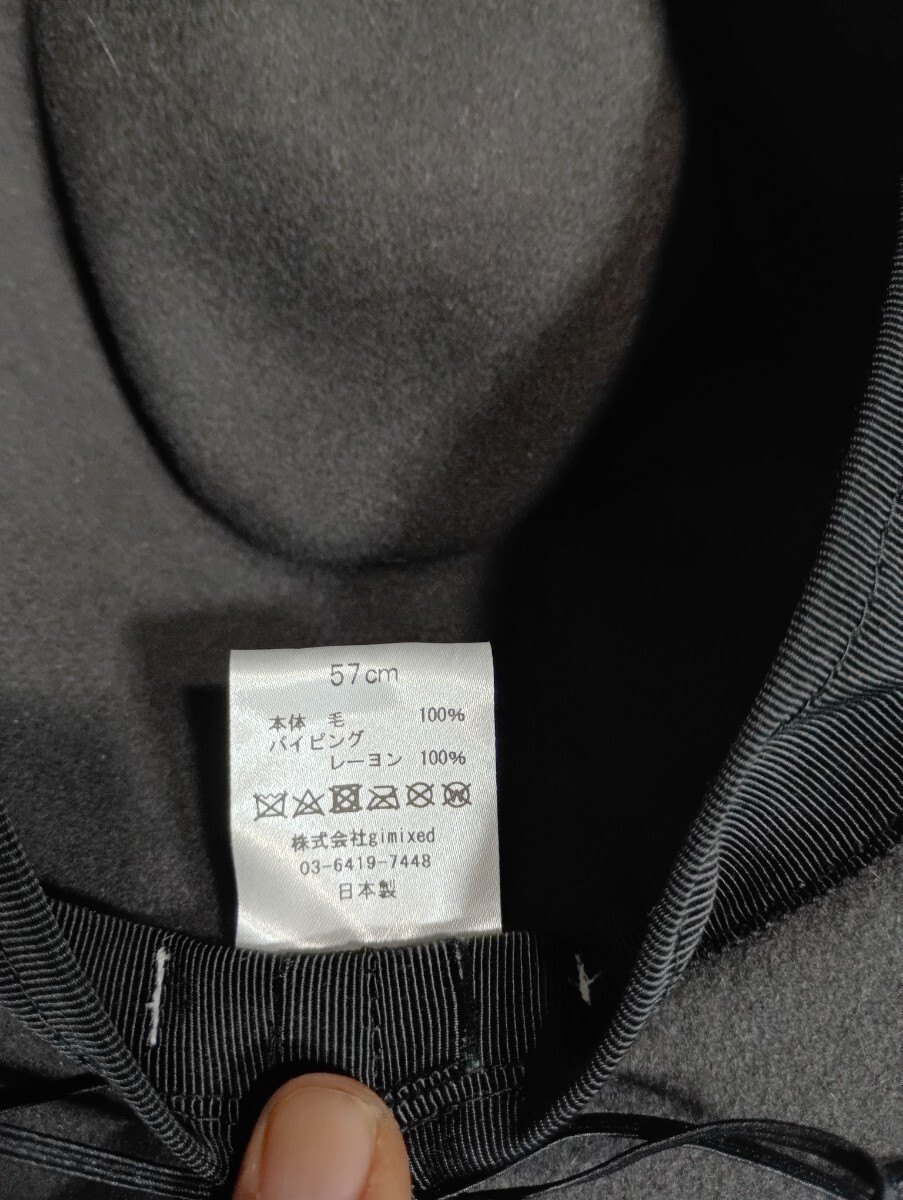 57cm
本体 毛 100%
パイピング
レーヨン 100%
株式会社gimixed
03-6419-7448
日本製